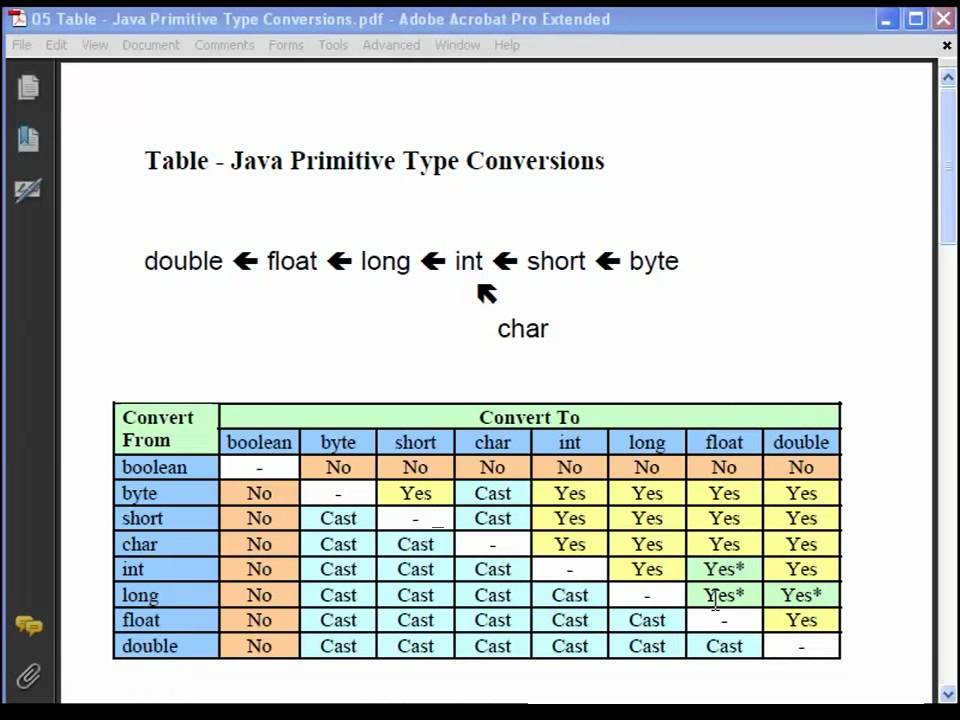 05 Table - Java Primitive Type Conversions.pdf - Adobe Acrobat Pro Extended
File Edit View Document Comments Forms Tools Advanced Window Help
Table - Java Primitive Type Conversions
double 🡸 float 🡸 long 🡸 int 🡸 short 🡸 byte
char
Convert From Convert To
boolean byte short char int long float double
boolean - No No No No No No No
byte No - Yes Cast Yes Yes Yes Yes
short No Cast - Cast Yes Yes Yes Yes
char No Cast Cast - Yes Yes Yes Yes
int No Cast Cast Cast - Yes Yes* Yes
long No Cast Cast Cast Cast - Yes* Yes*
float No Cast Cast Cast Cast Cast - Yes
double No Cast Cast Cast Cast Cast Cast -